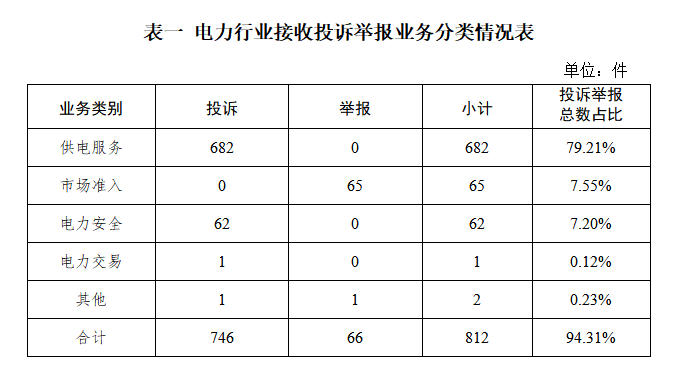 表一 电力行业接收投诉举报业务分类情况表
单位：件
业务类别 投诉 举报 小计 投诉举报总数占比
供电服务 682 0 682 79.21%
市场准入 0 65 65 7.55%
电力安全 62 0 62 7.20%
电力交易 1 0 1 0.12%
其他 1 1 2 0.23%
合计 746 66 812 94.31%